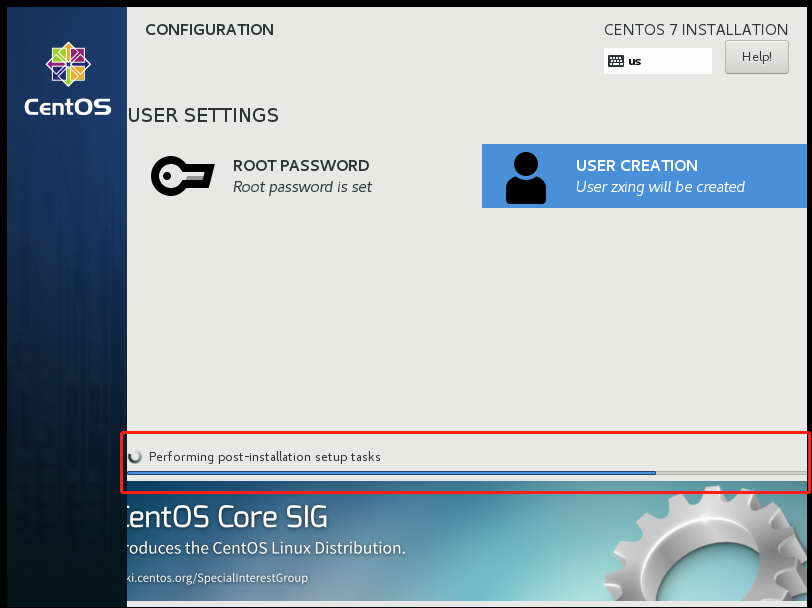 CONFIGURATION
CENTOS 7 INSTALLATION
us
Help!
CentOS
USER SETTINGS
ROOT PASSWORD
Root password is set
USER CREATION
User zxing will be created
Performing post-installation setup tasks
CentOS Core SIG
roduces the CentOS Linux Distribution.
ki.centos.org/SpecialInterestGroup